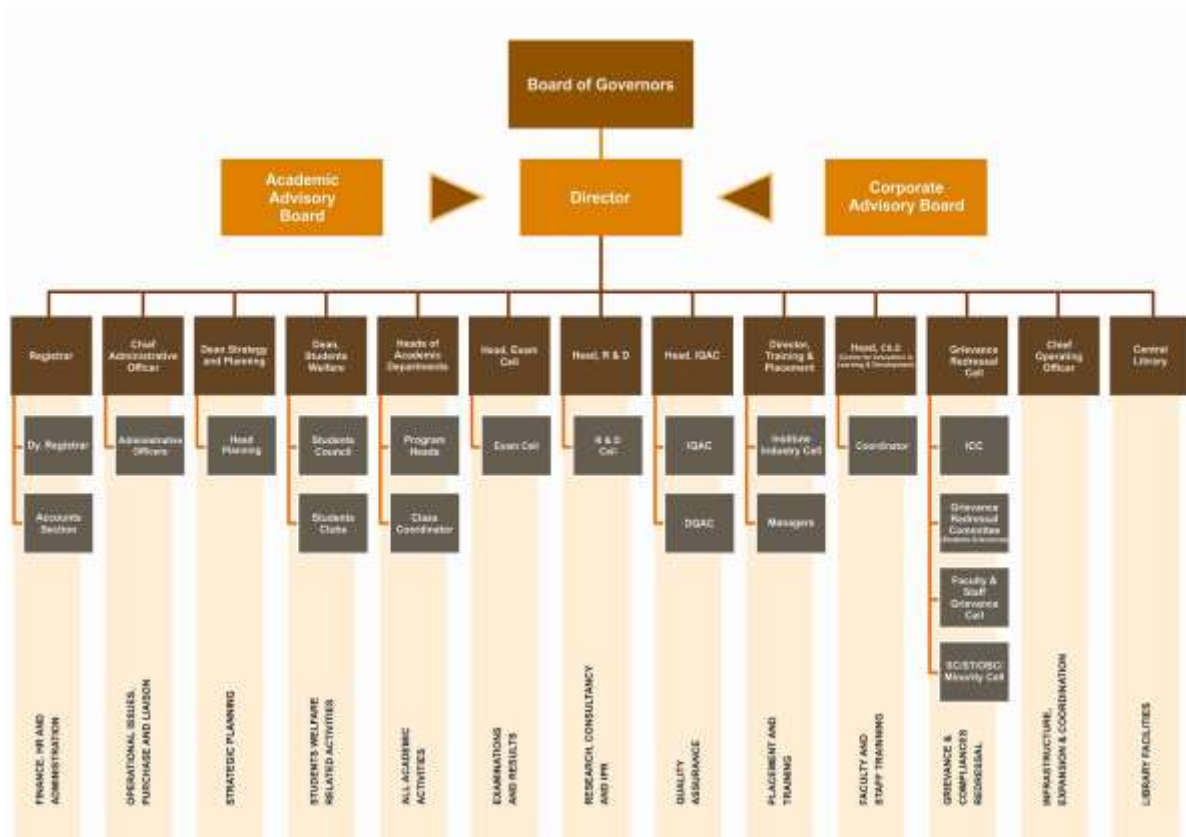 Board of Governors
Academic
Advisory
Board
Director
Corporate
Advisory Board
Registrar
Chief
Administrative
Officer
Dean Strategy
and Planning
Dean,
Students
Welfare
Heads of
Academic
Departments
Head, Exam
Cell
Head, R & D
Head, IQAC
Director,
Training &
Placement
Head,
(Centre for Innovation in
Learning & Development)
Grievance
Redressal
Cell
Chief
Operating
Officer
Central
Library
Dy. Registrar
Administrative
Officers
Head
Planning
Students
Council
Program
Heads
Exam Cell
R & D
Cell
IQAC
Institute
Industry Cell
Coordinator
ICC
Accounts
Section
Students
Clubs
Class
Coordinator
DQAC
Managers
Grievance
Redressal
Committee
Faculty &
Staff
Grievance
Cell
SC/ST/OBC/
Minority Cell
FINANCE, HR AND
ADMINISTRATION
OPERATIONAL ISSUES,
PURCHASE AND LIAISON
STRATEGIC PLANNING
STUDENTS WELFARE
RELATED ACTIVITIES
ALL ACADEMIC
ACTIVITIES
EXAMINATIONS
AND RESULTS
RESEARCH, CONSULTANCY
AND IPR
QUALITY
ASSURANCE
PLACEMENT AND
TRAINING
FACULTY AND
STAFF TRAINING
GRIEVANCE &
COMPLIANCES
REDRESSAL
INFRASTRUCTURE,
EXPANSION & COORDINATION
LIBRARY FACILITIES